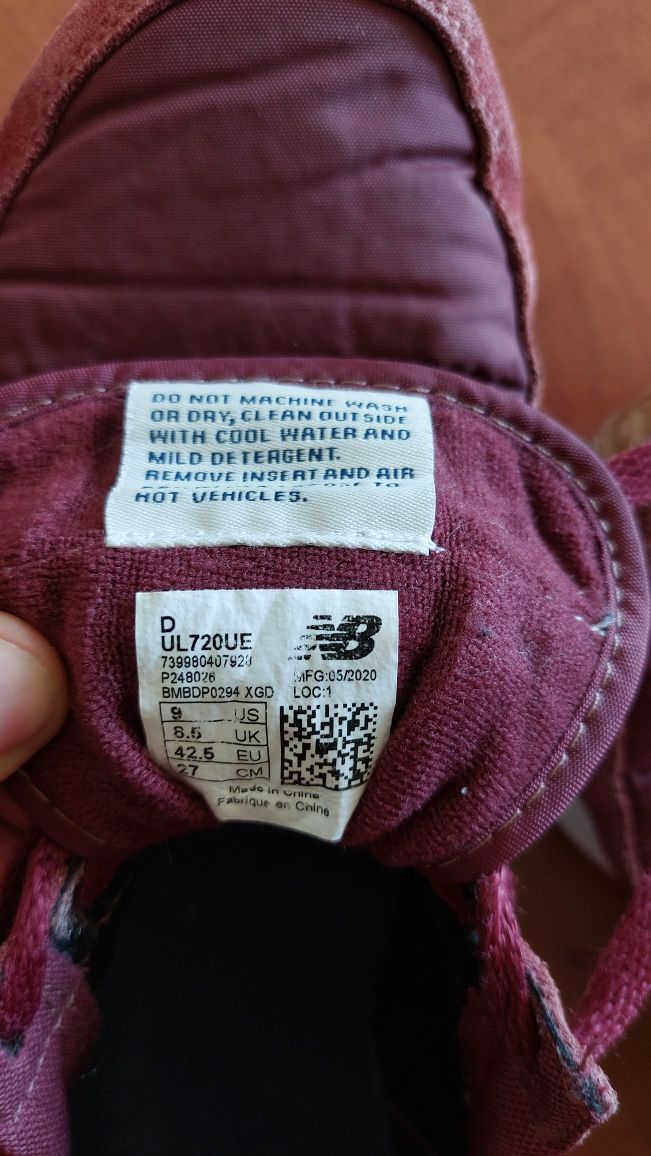 DO NOT MACHINE WASH
OR DRY, CLEAN OUTSIDE
WITH COOL WATER AND
MILD DETERGENT.
REMOVE INSERT AND AIR
HOT VEHICLES.
D
UL720UE
NB
P248026
MFG:05/2020
BMBDP0294 XGD
LOC:1
9 US
8.5 UK
42.5 EU
27 CM
Made in China
Fabriqué en Chine